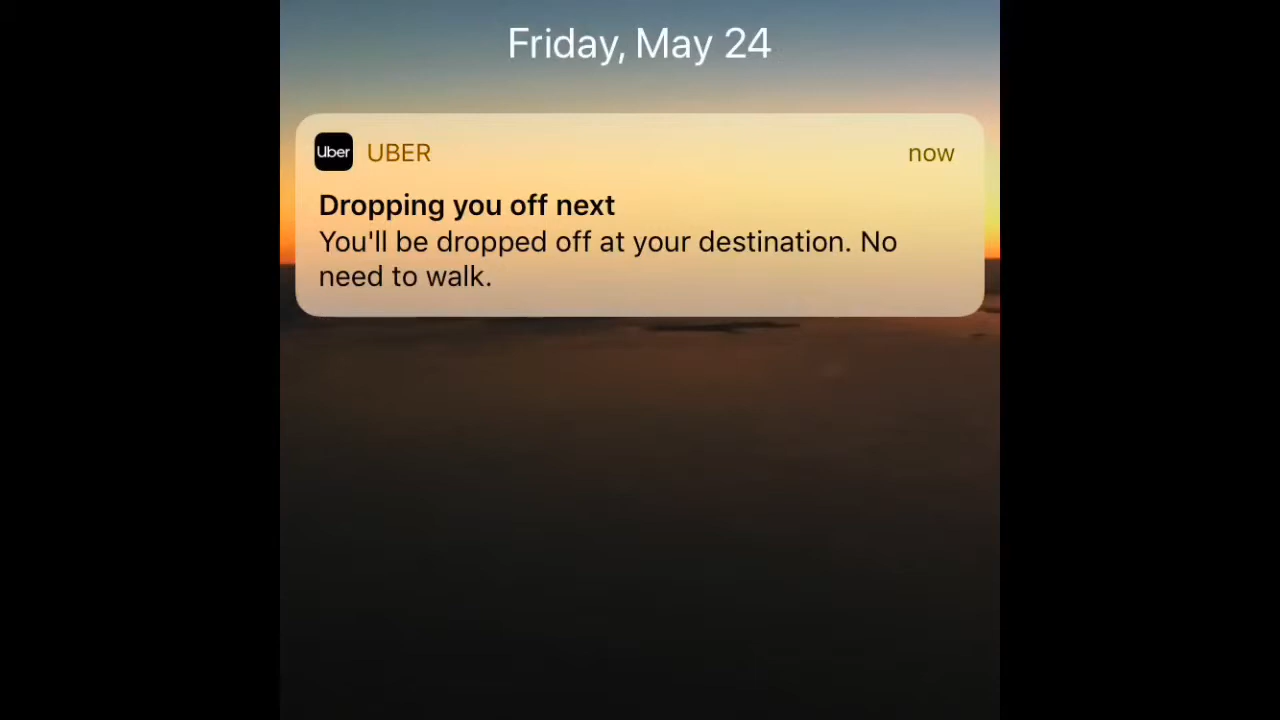 Friday, May 24
Uber UBER now
Dropping you off next
You'll be dropped off at your destination. No
need to walk.